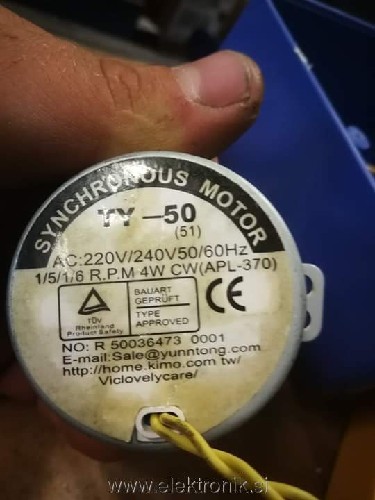 SYNCHRONOUS MOTOR
YY-50
(51)
AC:220V/240V50/60Hz
1/5/1/6 R.P.M 4W CW(APL-370)
TÜV
Rheinland
Product Safety
BAUART
GEPRÜFT
TYPE
APPROVED
CE
NO: R 50036473 0001
E-mail:Sale@yunntong.com
http://home.kimo.com.tw/
Viclovelycare/
www.elektronik.si